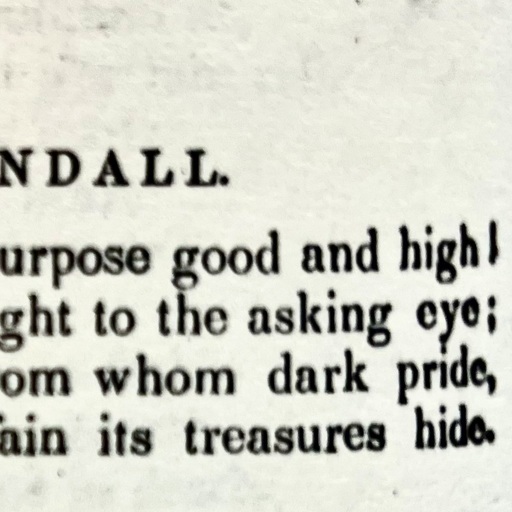 NDALL.
urpose good and high!
ght to the asking eye;
om whom dark pride,
ain its treasures hide.